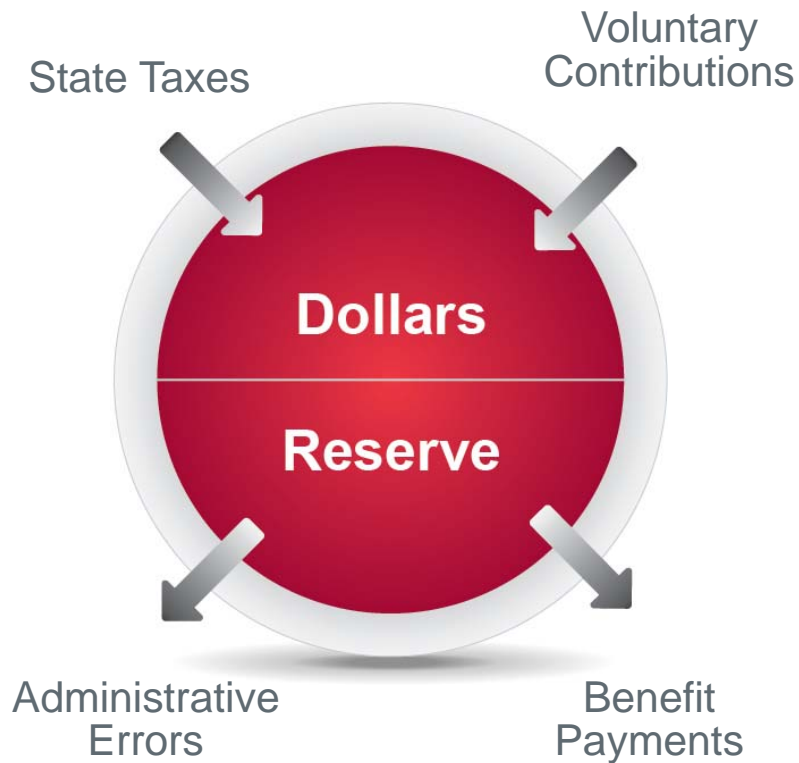 State Taxes
Voluntary
Contributions
Dollars
Reserve
Administrative
Errors
Benefit
Payments